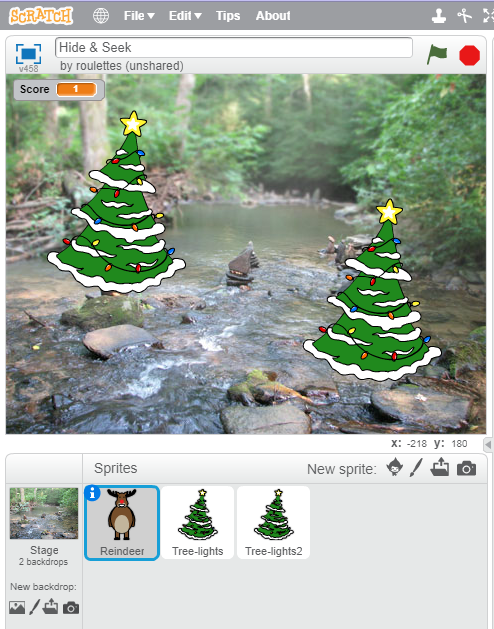 SCRATCH File Edit Tips About
Hide & Seek
v458 by roulettes (unshared)
Score 1
x: -218 y: 180
Sprites New sprite:
Reindeer Tree-lights Tree-lights2
Stage
2 backdrops
New backdrop: